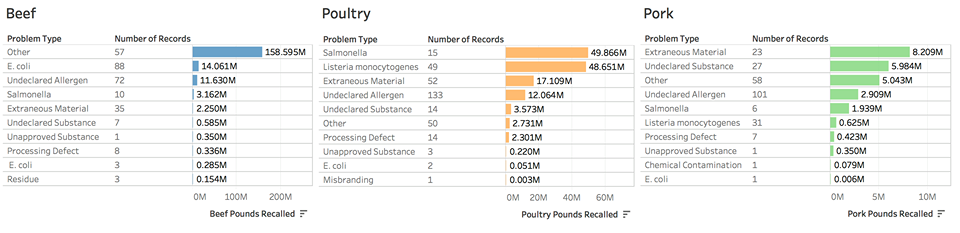 Beef
Problem Type Number of Records
Other 57 158.595M
E. coli 88 14.061M
Undeclared Allergen 72 11.630M
Salmonella 10 3.162M
Extraneous Material 35 2.250M
Undeclared Substance 7 0.585M
Unapproved Substance 1 0.350M
Processing Defect 8 0.336M
E. coli 3 0.285M
Residue 3 0.154M
0M 100M 200M
Beef Pounds Recalled
Poultry
Problem Type Number of Records
Salmonella 15 49.866M
Listeria monocytogenes 49 48.651M
Extraneous Material 52 17.109M
Undeclared Allergen 133 12.064M
Undeclared Substance 14 3.573M
Other 50 2.731M
Processing Defect 14 2.301M
Unapproved Substance 3 0.220M
E. coli 2 0.051M
Misbranding 1 0.003M
0M 20M 40M 60M
Poultry Pounds Recalled
Pork
Problem Type Number of Records
Extraneous Material 23 8.209M
Undeclared Substance 27 5.984M
Other 58 5.043M
Undeclared Allergen 101 2.909M
Salmonella 6 1.939M
Listeria monocytogenes 31 0.625M
Processing Defect 7 0.423M
Unapproved Substance 1 0.350M
Chemical Contamination 1 0.079M
E. coli 1 0.006M
0M 5M 10M
Pork Pounds Recalled